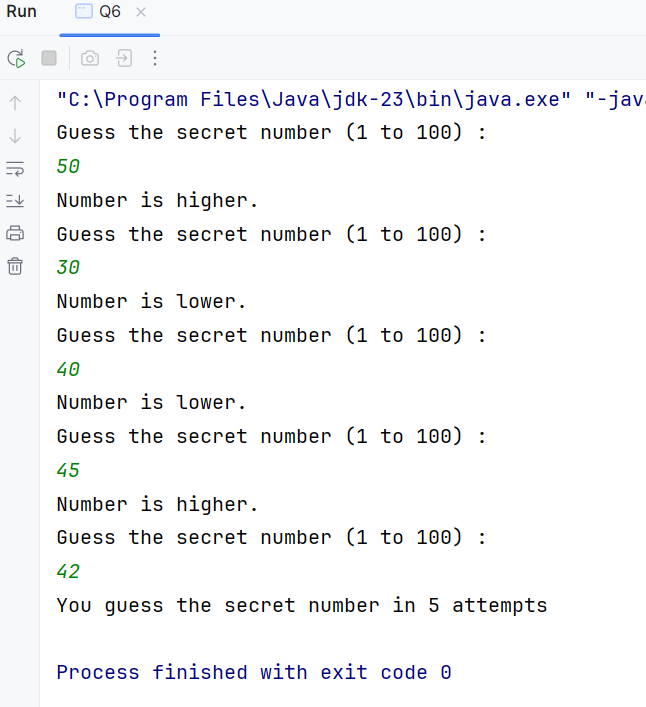 Run Q6
"C:\Program Files\Java\jdk-23\bin\java.exe" "-jav
Guess the secret number (1 to 100) :
50
Number is higher.
Guess the secret number (1 to 100) :
30
Number is lower.
Guess the secret number (1 to 100) :
40
Number is lower.
Guess the secret number (1 to 100) :
45
Number is higher.
Guess the secret number (1 to 100) :
42
You guess the secret number in 5 attempts
Process finished with exit code 0